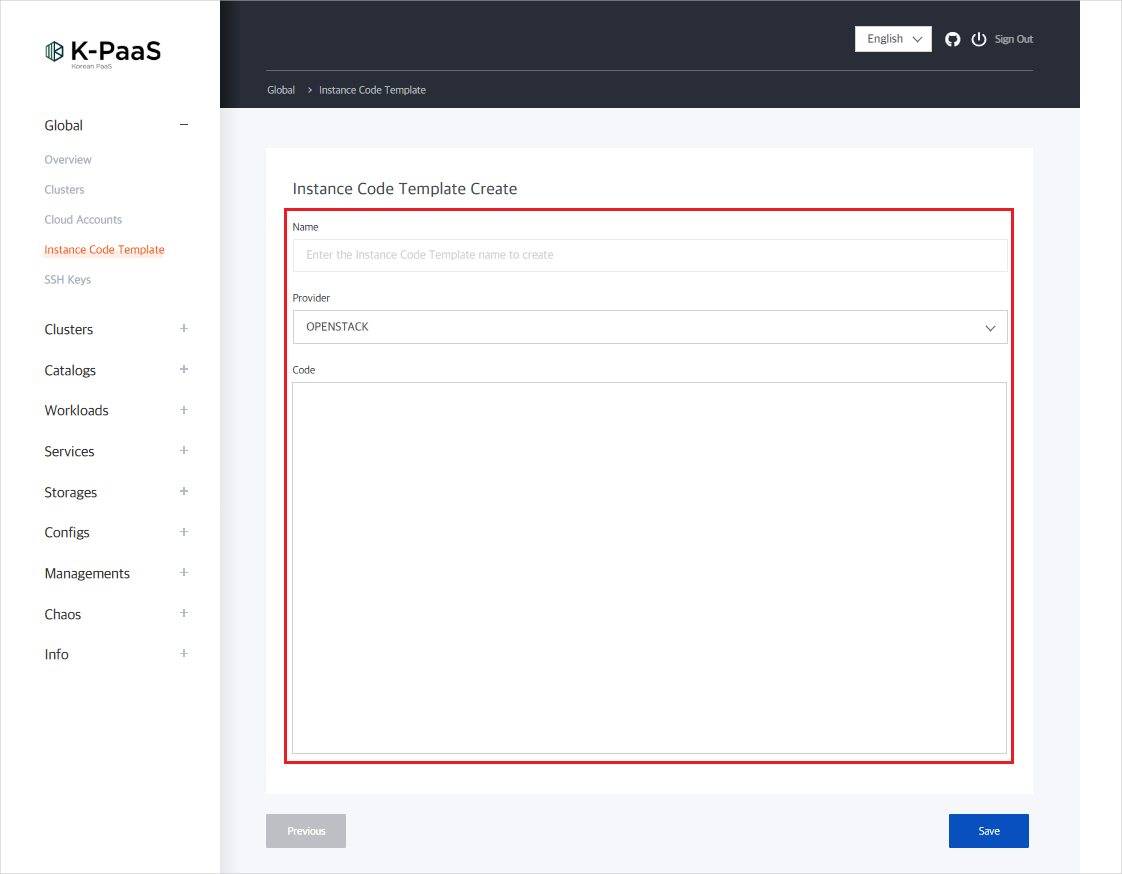 K-PaaS
Korean PaaS
English
Sign Out
Global > Instance Code Template
Global
Overview
Clusters
Cloud Accounts
Instance Code Template
SSH Keys
Clusters
Catalogs
Workloads
Services
Storages
Configs
Managements
Chaos
Info
Instance Code Template Create
Name
Enter the Instance Code Template name to create
Provider
OPENSTACK
Code
Previous
Save